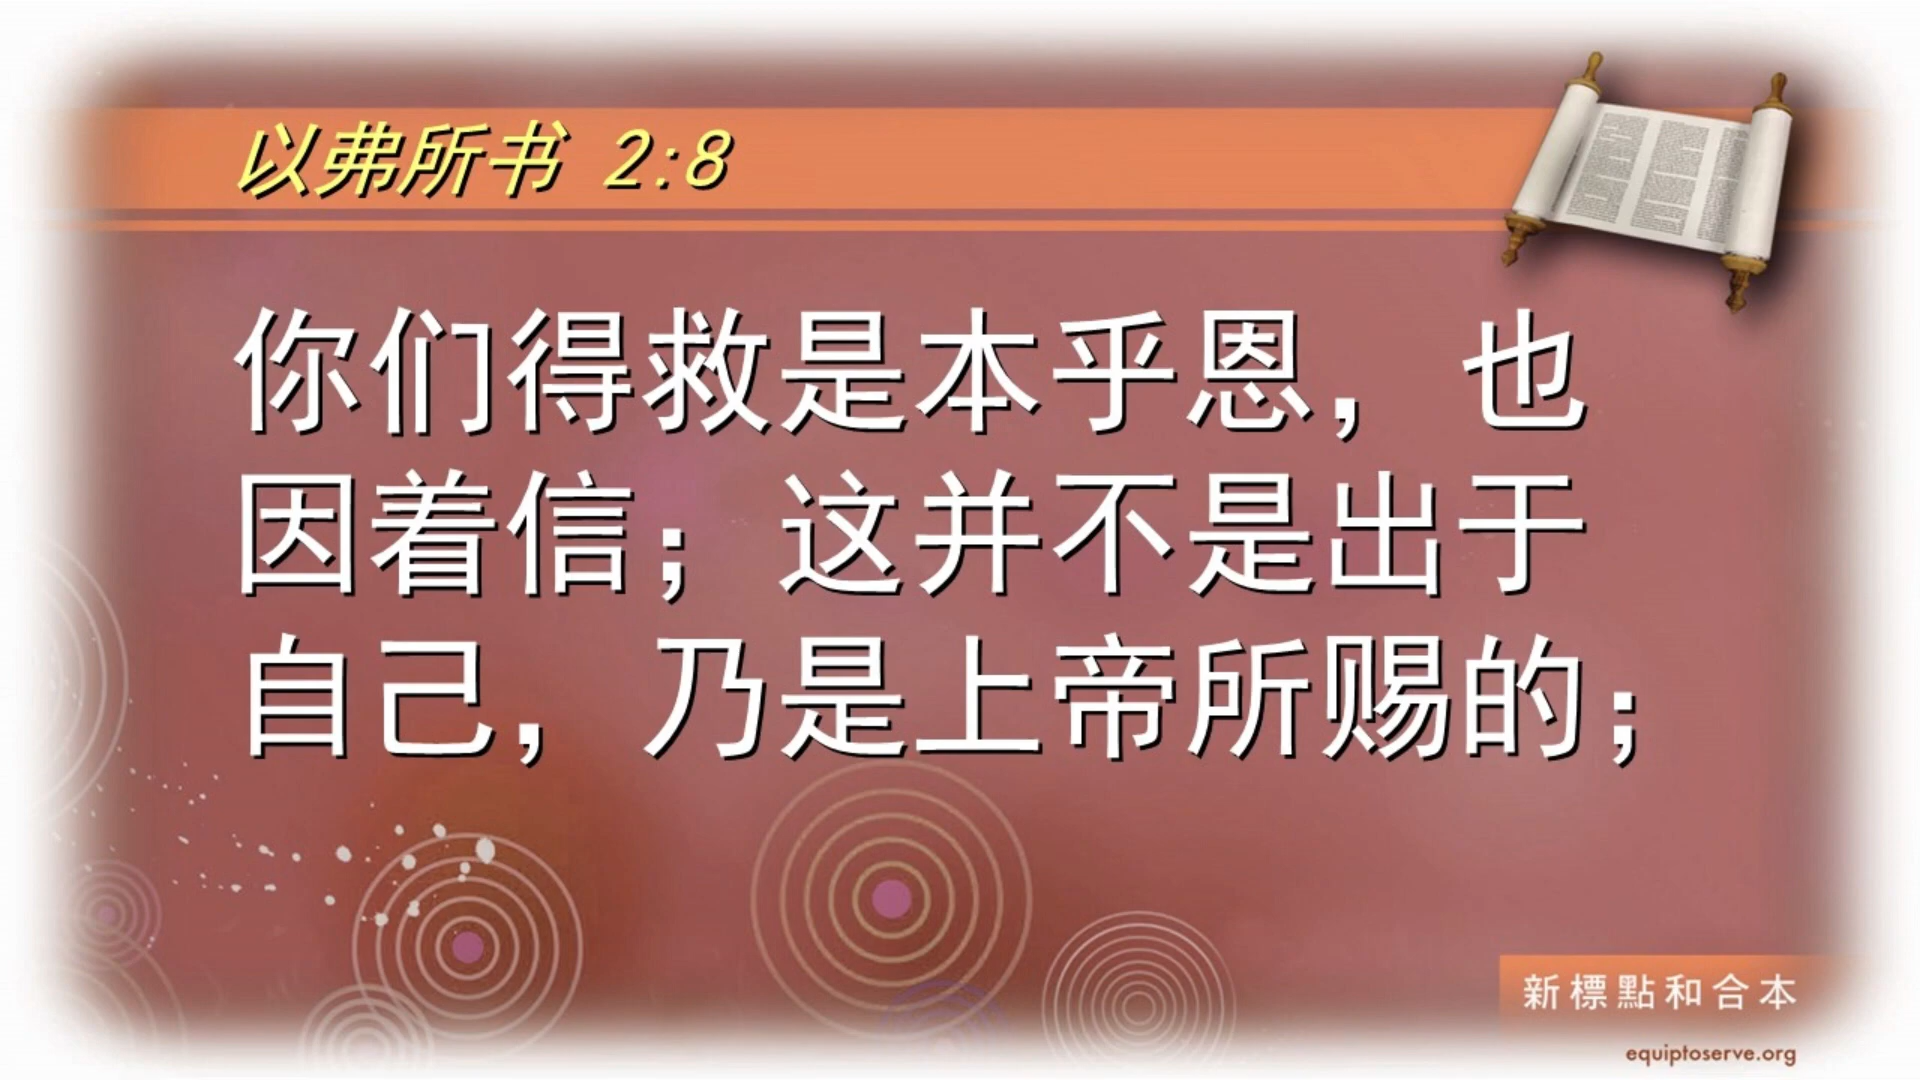 以弗所书 2:8
你们得救是本乎恩，也
因着信；这并不是出于
自己，乃是上帝所赐的；
新標點和合本
equiptoserve.org